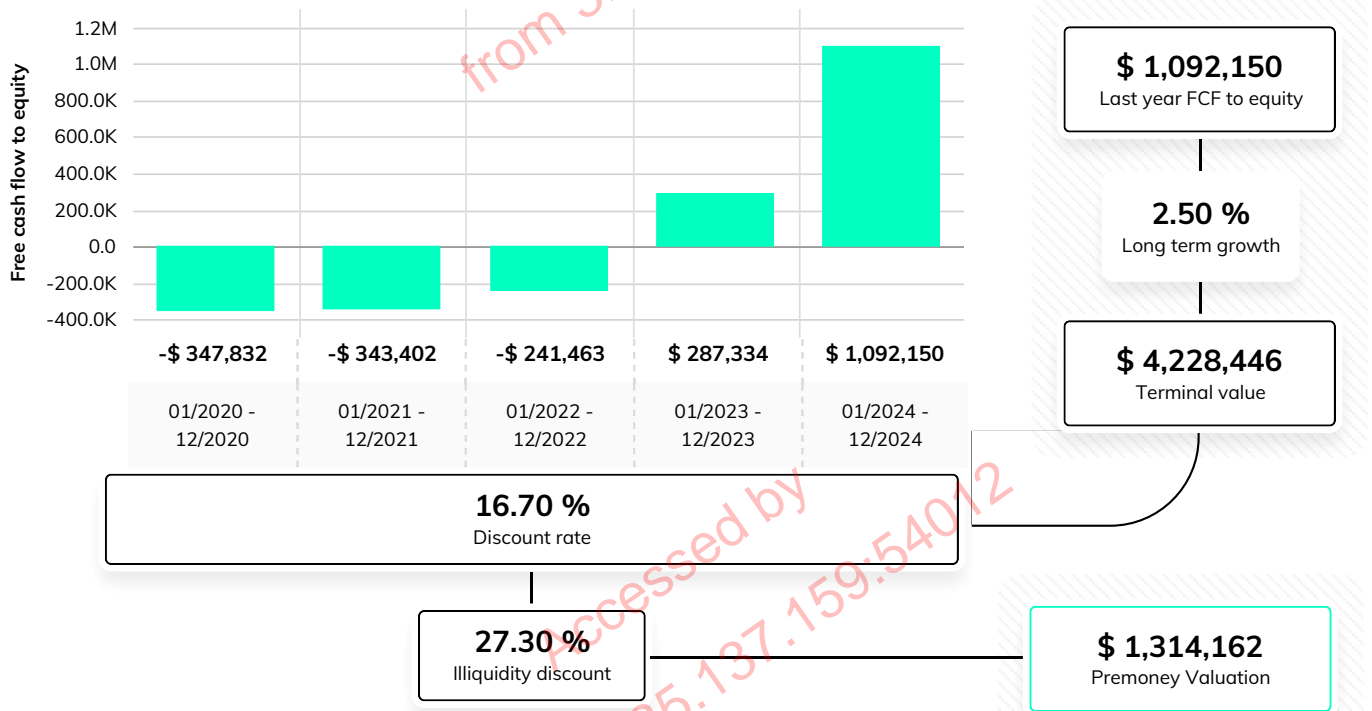 from
1.2M
1.0M
800.0K
600.0K
400.0K
200.0K
0.0
-200.0K
-400.0K
Free cash flow to equity
-$ 347,832
-$ 343,402
-$ 241,463
$ 287,334
$ 1,092,150
01/2020 -
12/2020
01/2021 -
12/2021
01/2022 -
12/2022
01/2023 -
12/2023
01/2024 -
12/2024
$ 1,092,150
Last year FCF to equity
2.50 %
Long term growth
$ 4,228,446
Terminal value
16.70 %
Discount rate
27.30 %
Illiquidity discount
$ 1,314,162
Premoney Valuation
Accessed by
5.137.159:54012